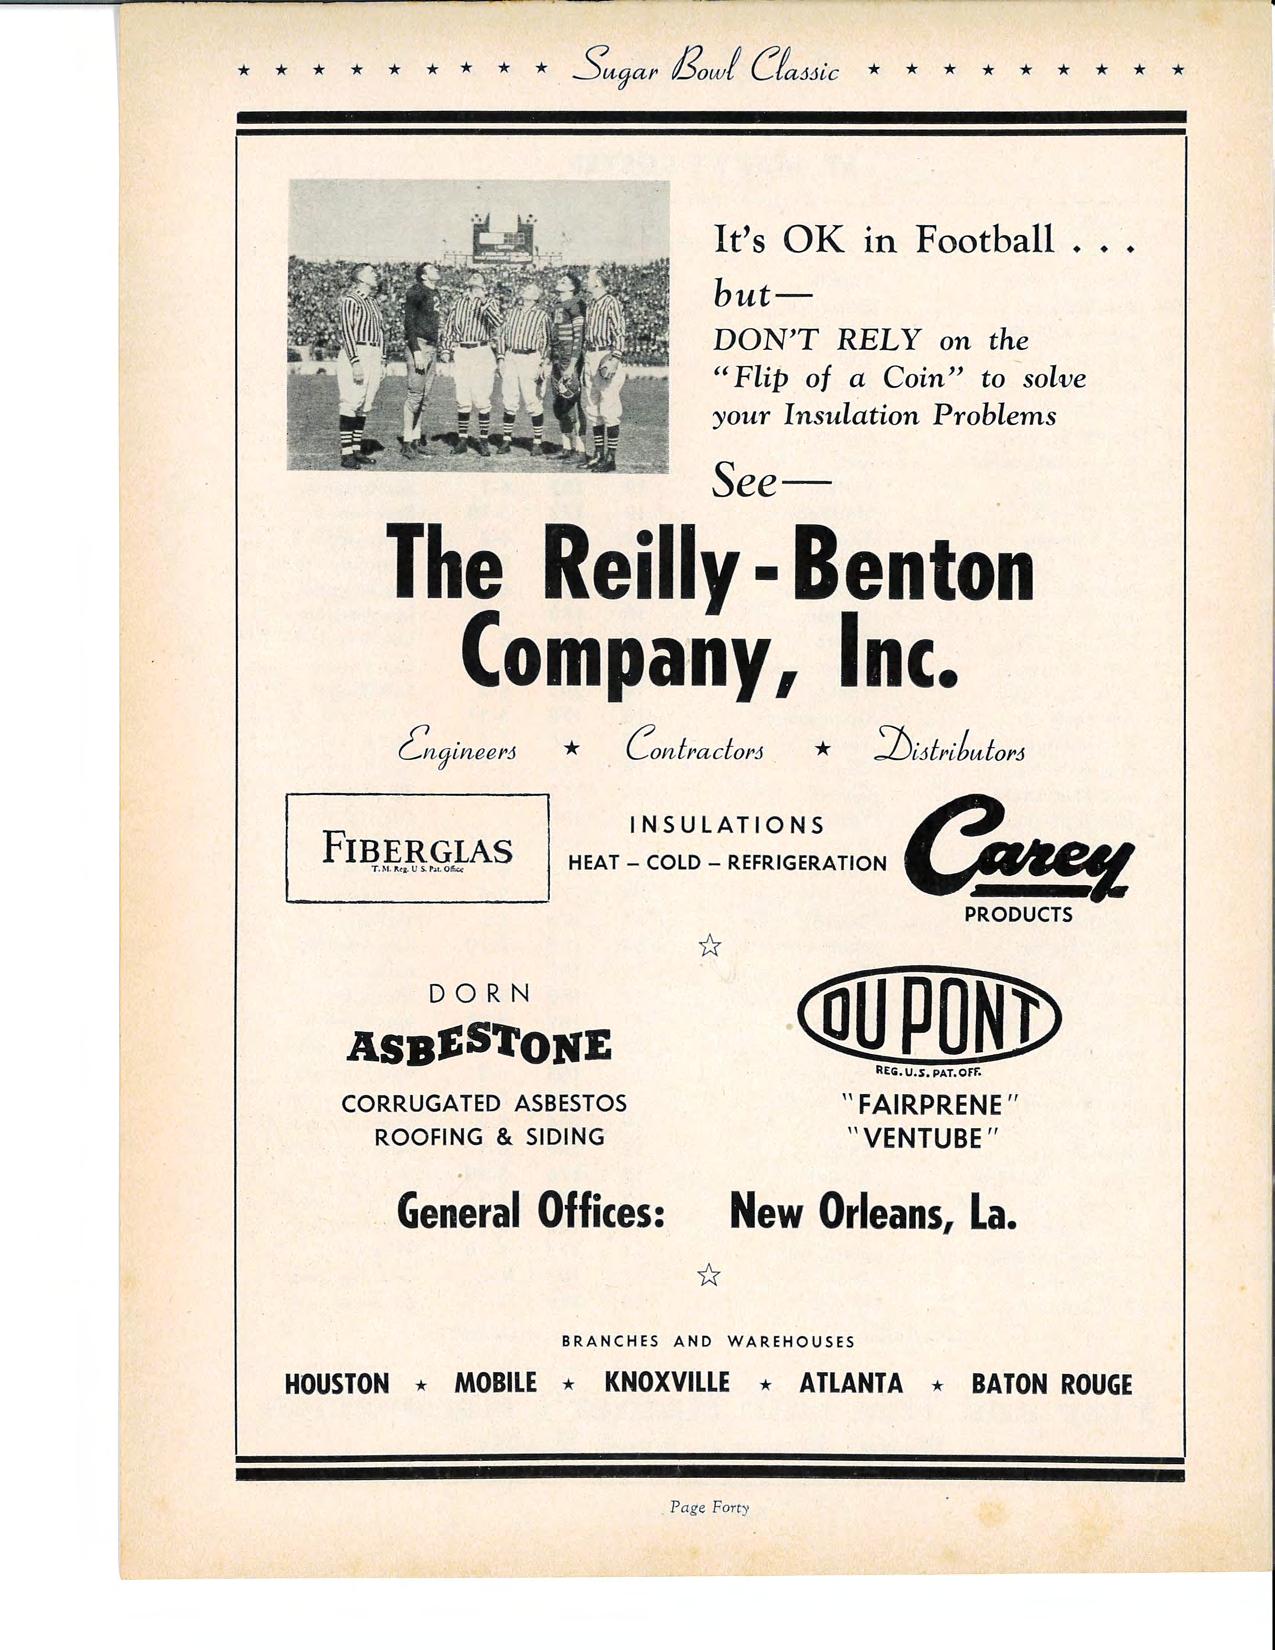 ★ ★ ★ ★ ★ ★ ★ ★ ★ Sugar Bowl Classic ★ ★ ★ ★ ★ ★ ★ ★ ★
It's OK in Football . . .
but—
DON'T RELY on the
"Flip of a Coin" to solve
your Insulation Problems
See—
The Reilly-Benton
Company, Inc.
Engineers ★ Contractors ★ Distributors
FIBERGLAS
T. M. Reg. U S. Pat. Office
INSULATIONS
HEAT – COLD – REFRIGERATION
Carey
PRODUCTS
☆
DORN
ASBESTONE
CORRUGATED ASBESTOS
ROOFING & SIDING
DU PONT
REG. U.S. PAT. OFF.
"FAIRPRENE"
"VENTUBE"
General Offices: New Orleans, La.
☆
BRANCHES AND WAREHOUSES
HOUSTON ★ MOBILE ★ KNOXVILLE ★ ATLANTA ★ BATON ROUGE
Page Forty